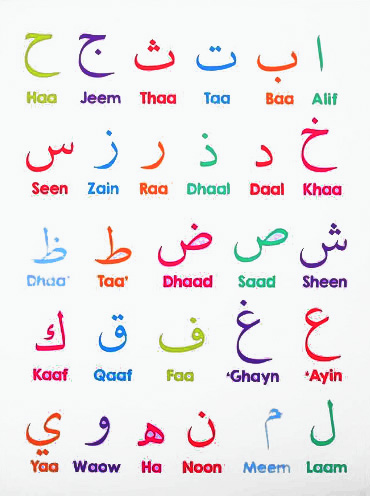 ا ب ت ث ج ح
Alif Baa Taa Thaa Jeem Haa
خ د ذ ر ز س
Khaa Daal Dhaal Raa Zain Seen
ش ص ض ط ظ
Sheen Saad Dhaad Taa' Dhaa'
ع غ ف ق ك
'Ayin 'Ghayn Faa Qaaf Kaaf
ل م ن ه و ي
Laam Meem Noon Ha Waow Yaa